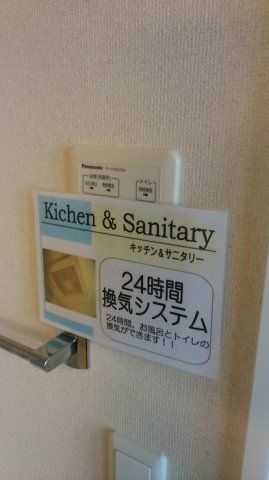 Panasonic
トイレ
Kichen & Sanitary
キッチン&サニタリー
24時間
換気システム
24時間、お風呂とトイレの
換気ができます!!